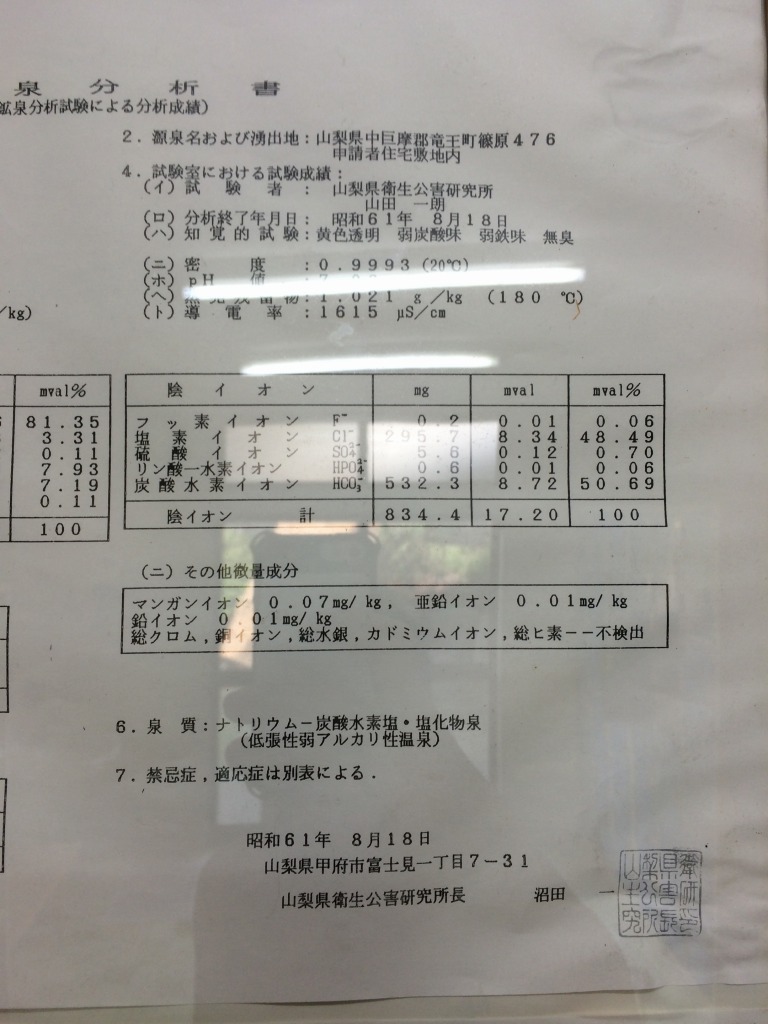 泉 分 析 書
鉱泉分析試験による分析成績)
2．源泉名および湧出地：山梨県中巨摩郡竜王町篠原476
申請者住宅敷地内
4．試験室における試験成績：
(イ) 試 験 者 ： 山梨県衛生公害研究所
山田 一朗
(ロ) 分析終了年月日： 昭和61年 8月18日
(ハ) 知覚的試験：黄色透明 弱炭酸味 弱鉄味 無臭
(ニ) 密 度 ：0．9993 (20℃)
(ホ) pH 値
(ヘ) 蒸発残留物：1．021 g／kg (180 ℃)
(ト) 導 電 率 ：1615 μS／cm
／kg)
mval%
81.35
3.31
0.11
7.93
7.19
0.11
100
陰 イ オ ン mg mval mval%
フ ッ 素 イ オ ン F⁻ 0.2 0.01 0.06
塩 素 イ オ ン Cl⁻ 295.7 8.34 48.49
硫 酸 イ オ ン SO₄²⁻ 5.6 0.12 0.70
リン酸一水素イオン HPO₄²⁻ 0.6 0.01 0.06
炭 酸 水 素 イ オ ン HCO₃⁻ 532.3 8.72 50.69
陰イオン 計 834.4 17.20 100
(ニ) その他微量成分
マンガンイオン 0.07mg/kg， 亜鉛イオン 0.01mg/kg
鉛イオン 0.01mg/kg
総クロム，銅イオン，総水銀，カドミウムイオン，総ヒ素ーー不検出
6．泉 質：ナトリウム－炭酸水素塩・塩化物泉
(低張性弱アルカリ性温泉)
7．禁忌症，適応症は別表による．
昭和61年 8月18日
山梨県甲府市富士見一丁目7－31
山梨県衛生公害研究所長 沼田 一